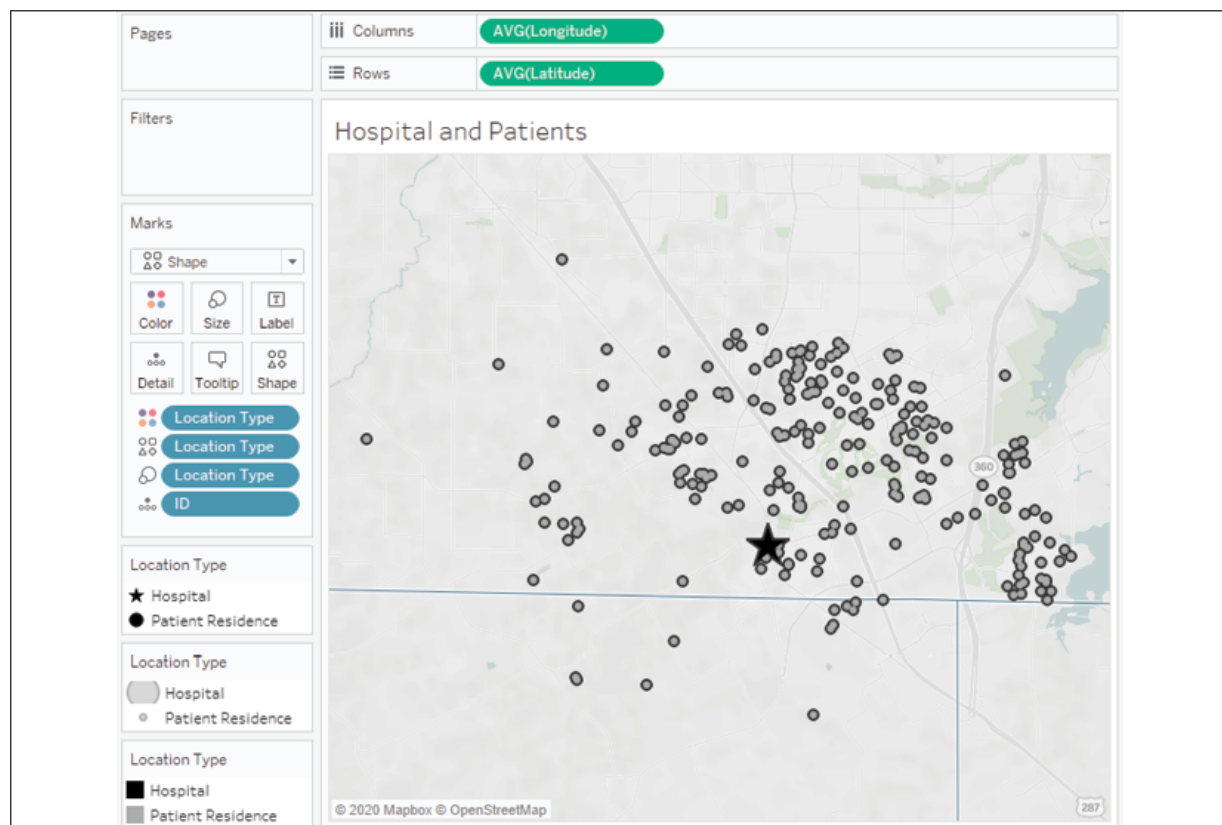 Pages
Columns
AVG(Longitude)
Rows
AVG(Latitude)
Filters
Marks
Shape
Color
Size
Label
Detail
Tooltip
Shape
Location Type
Location Type
Location Type
ID
Location Type
Hospital
Patient Residence
Location Type
Hospital
Patient Residence
Location Type
Hospital
Patient Residence
Hospital and Patients
360
© 2020 Mapbox © OpenStreetMap
287